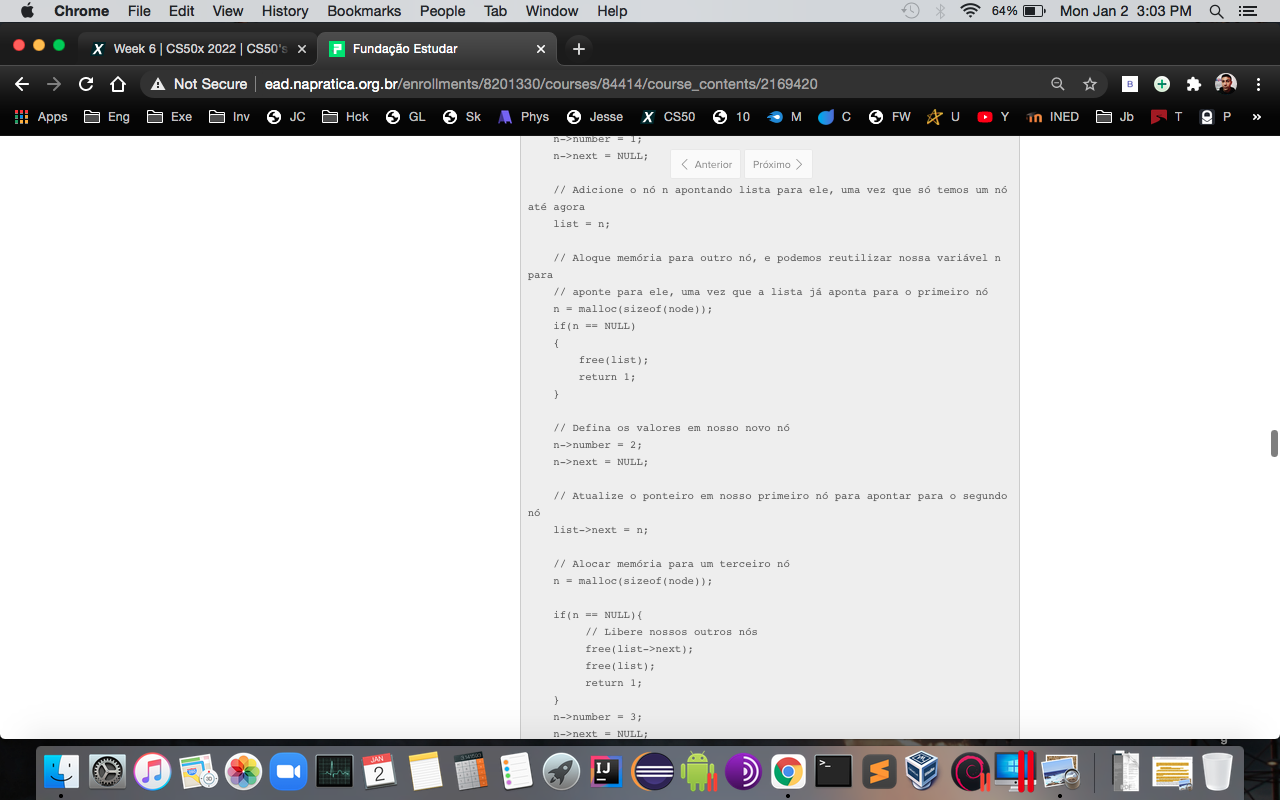 Chrome File Edit View History Bookmarks People Tab Window Help 64% Mon Jan 2 3:03 PM
Week 6 | CS50x 2022 | CS50's Fundação Estudar
Not Secure ead.napratica.org.br/enrollments/8201330/courses/84414/course_contents/2169420
Apps Eng Exe Inv JC Hck GL Sk Phys Jesse CS50 10 M C FW U Y INED Jb T P »
n->number = 1;
n->next = NULL;
Anterior Próximo
// Adicione o nó n apontando lista para ele, uma vez que só temos um nó
até agora
list = n;
// Aloque memória para outro nó, e podemos reutilizar nossa variável n
para
// aponte para ele, uma vez que a lista já aponta para o primeiro nó
n = malloc(sizeof(node));
if(n == NULL)
{
free(list);
return 1;
}
// Defina os valores em nosso novo nó
n->number = 2;
n->next = NULL;
// Atualize o ponteiro em nosso primeiro nó para apontar para o segundo
nó
list->next = n;
// Alocar memória para um terceiro nó
n = malloc(sizeof(node));
if(n == NULL){
// Libere nossos outros nós
free(list->next);
free(list);
return 1;
}
n->number = 3;
n->next = NULL;
JAN
2
IJ